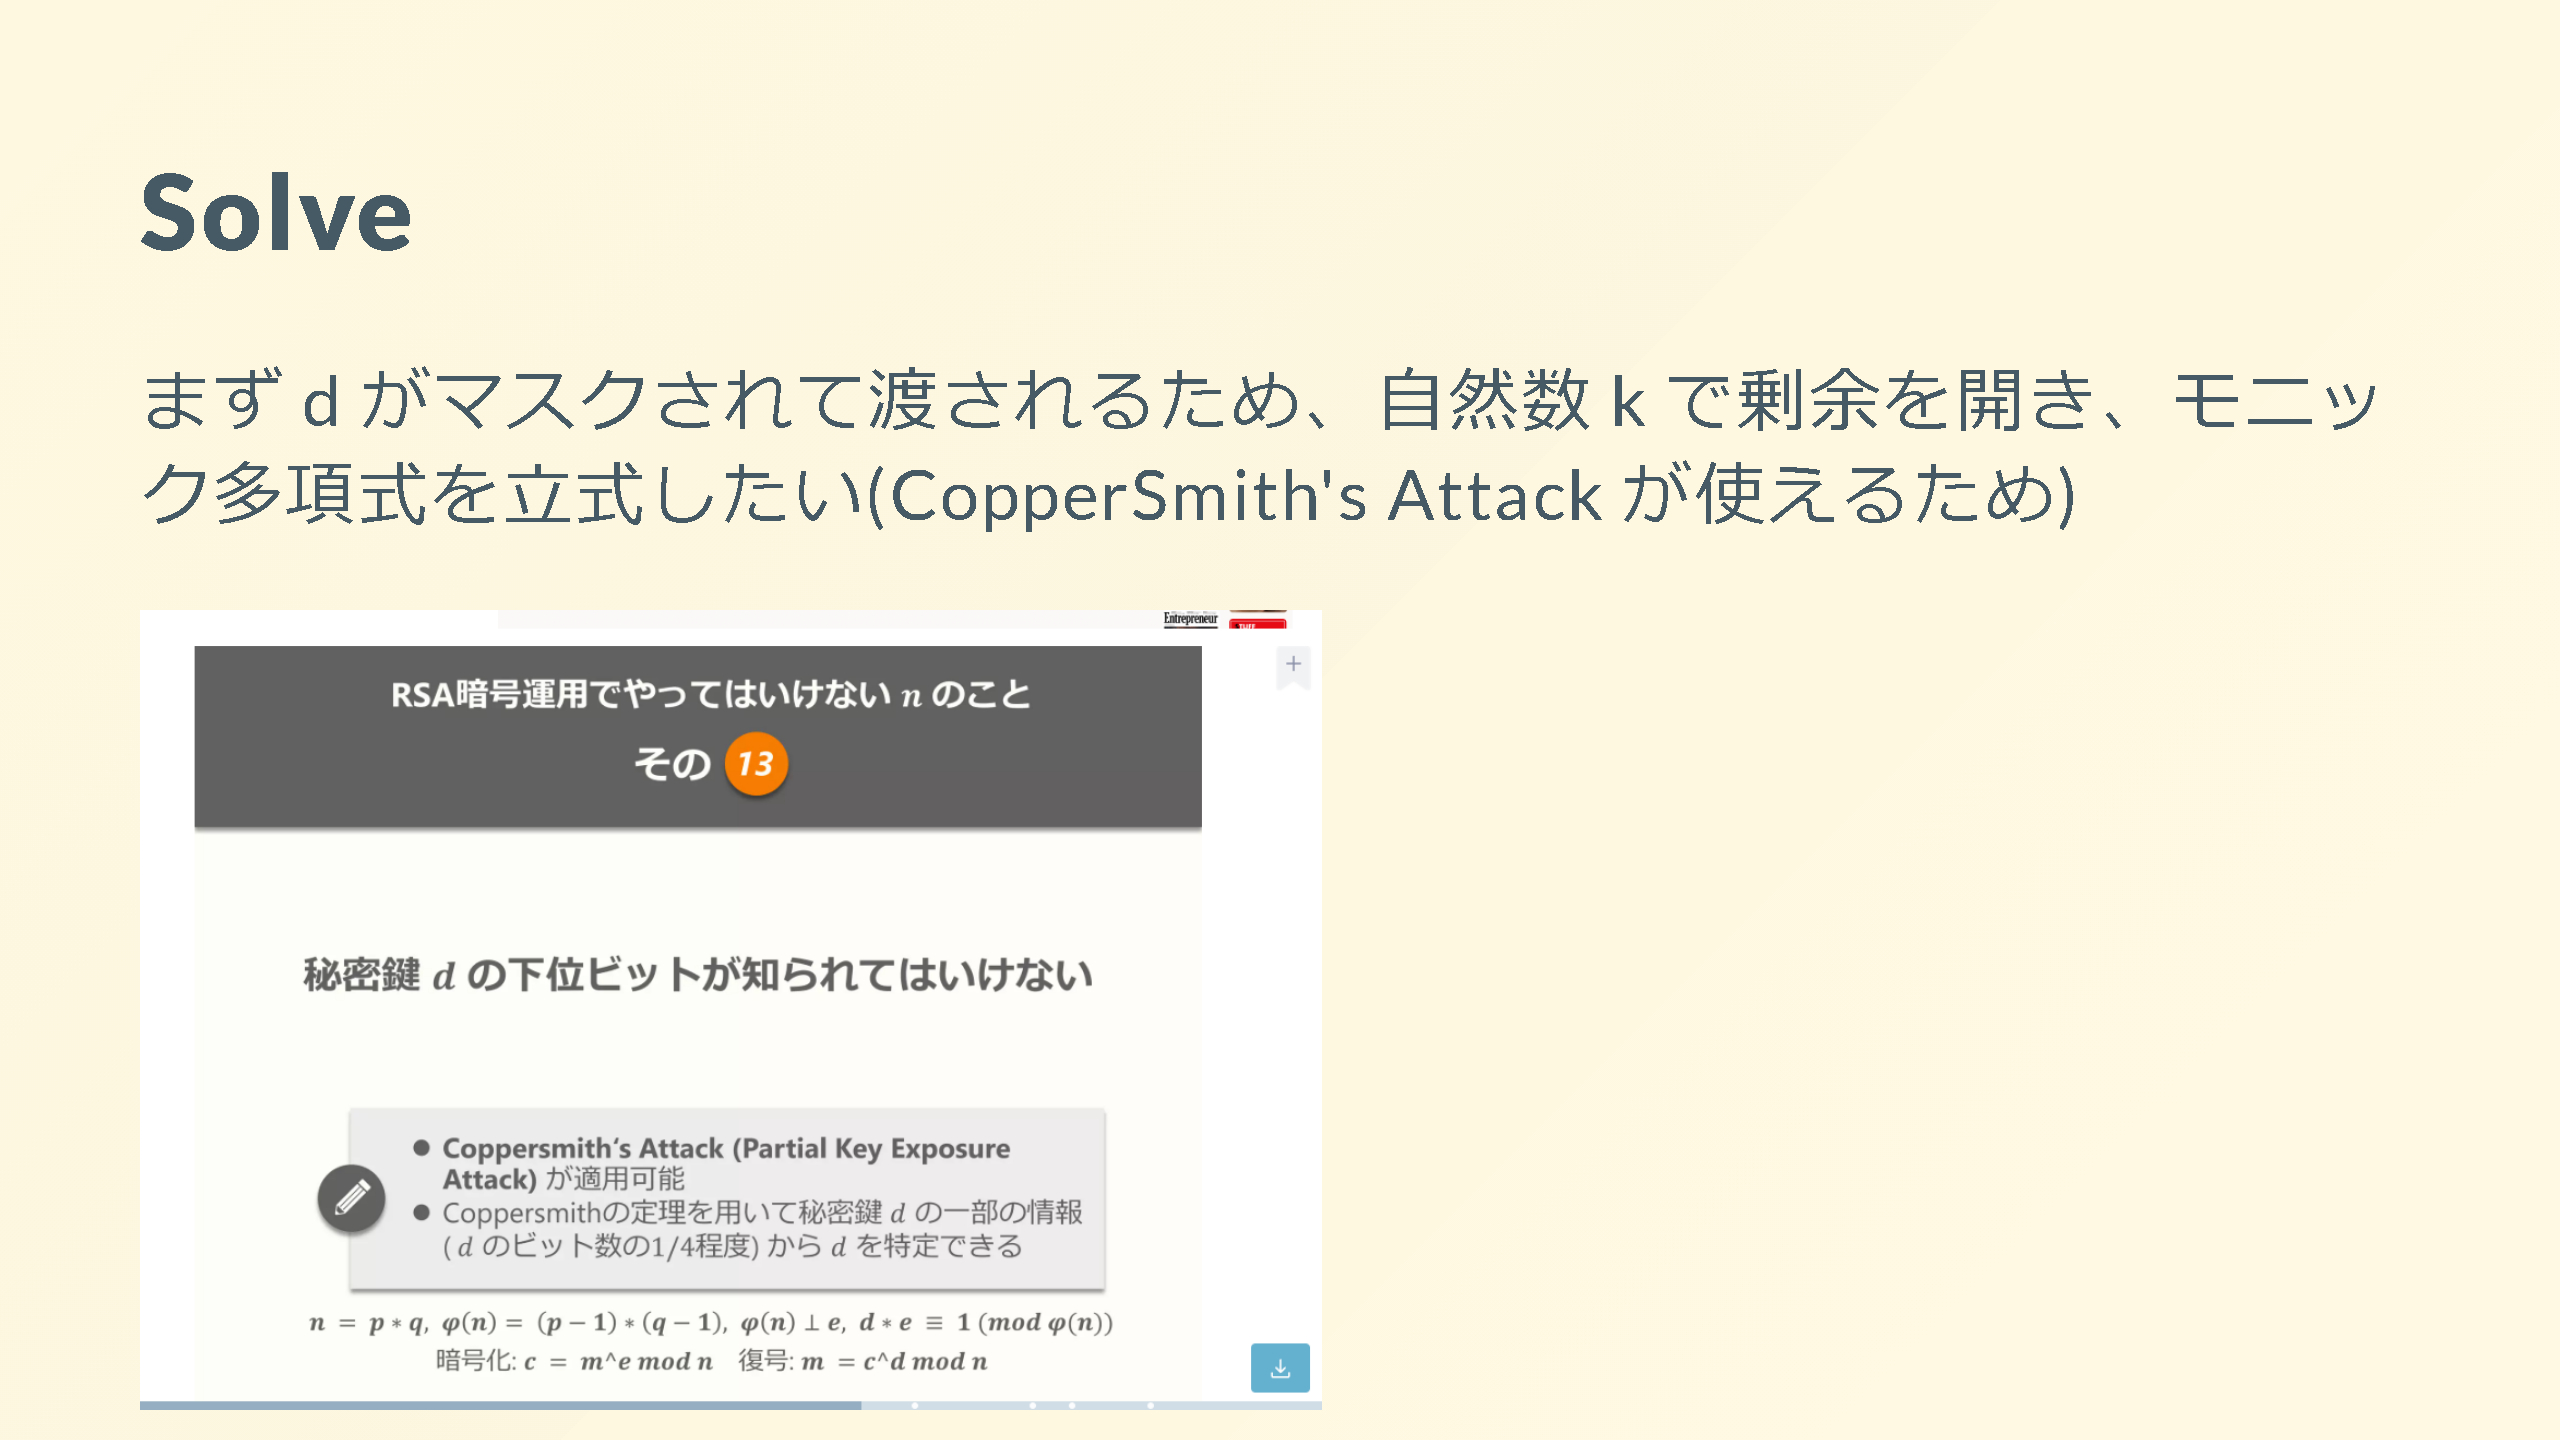 Solve
まず d がマスクされて渡されるため、自然数 k で剰余を開き、モニッ
ク多項式を立式したい(CopperSmith's Attack が使えるため)
Entrepreneur
RSA暗号運用でやってはいけない n のこと
その 13
秘密鍵 d の下位ビットが知られてはいけない
● Coppersmith‘s Attack (Partial Key Exposure
Attack) が適用可能
● Coppersmithの定理を用いて秘密鍵 d の一部の情報
( d のビット数の1/4程度) から d を特定できる
n = p * q, φ(n) = (p − 1) * (q − 1), φ(n) ⊥ e, d * e ≡ 1 (mod φ(n))
暗号化: c = m^e mod n 復号: m = c^d mod n